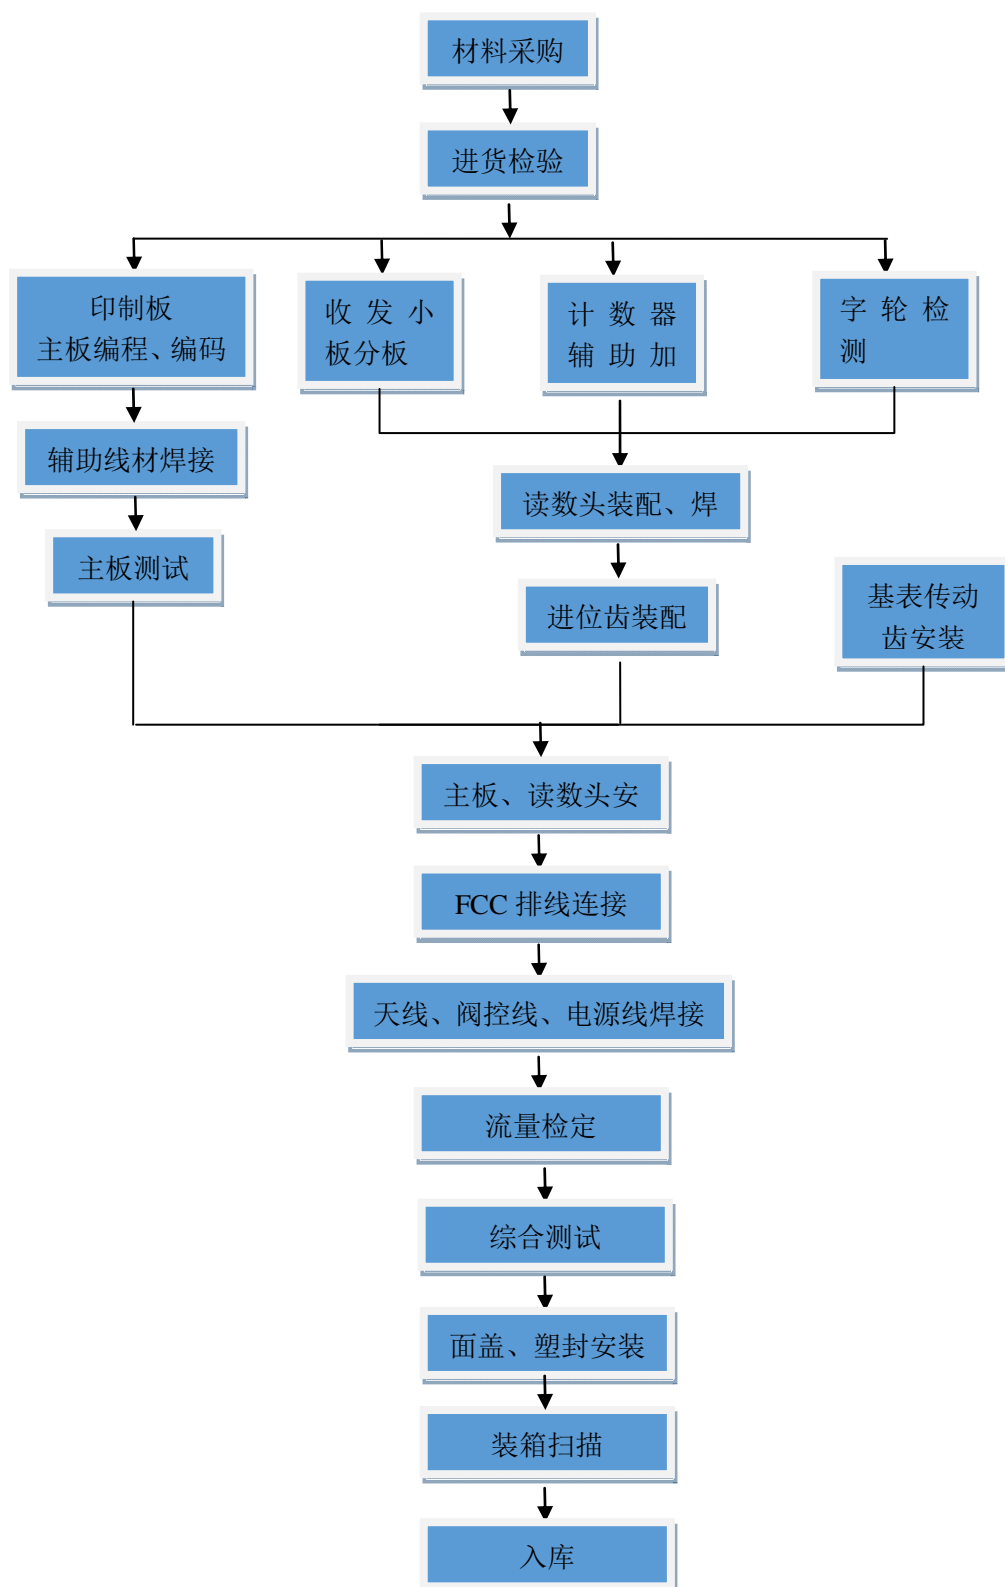 材料采购
进货检验
印制板
主板编程、编码
收发小
板分板
计数器
辅助加
字轮检
测
辅助线材焊接
读数头装配、焊
主板测试
进位齿装配
基表传动
齿安装
主板、读数头安
FCC 排线连接
天线、阀控线、电源线焊接
流量检定
综合测试
面盖、塑封安装
装箱扫描
入库